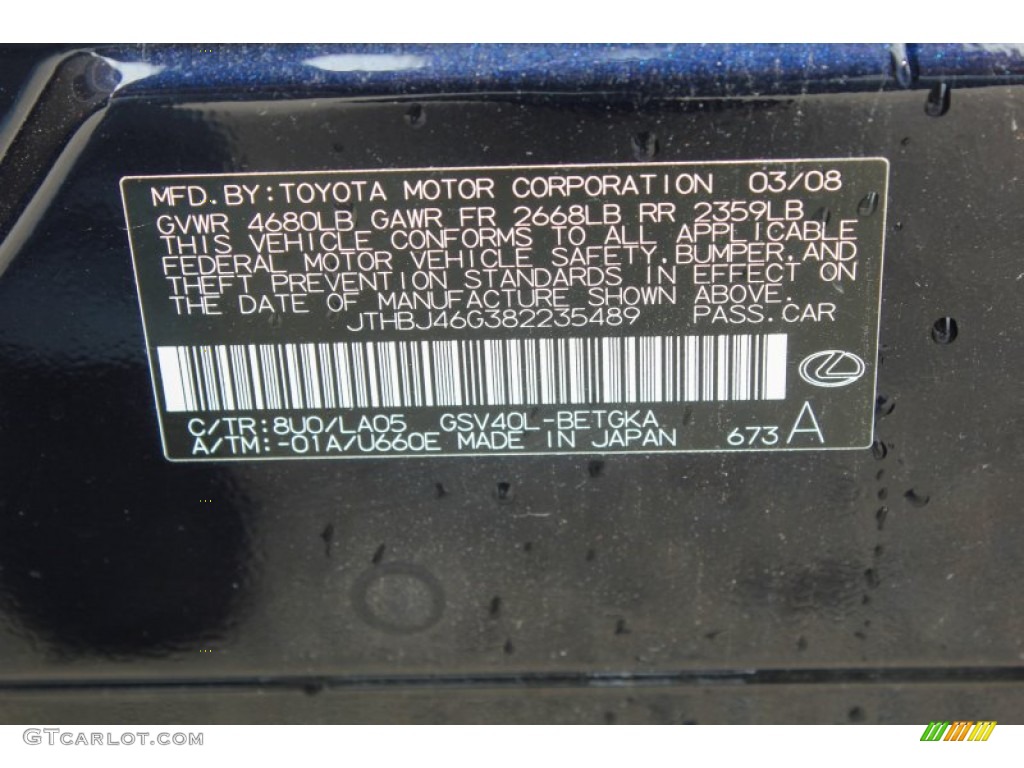 MFD.BY:TOYOTA MOTOR CORPORATION 03/08
GVWR 4680LB GAWR FR 2668LB RR 2359LB
THIS VEHICLE CONFORMS TO ALL APPLICABLE
FEDERAL MOTOR VEHICLE SAFETY,BUMPER,AND
THEFT PREVENTION STANDARDS IN EFFECT ON
THE DATE OF MANUFACTURE SHOWN ABOVE.
JTHBJ46G382235489 PASS.CAR
C/TR:8U0/LA05 GSV40L-BETGKA
A/TM:-01A/U660E MADE IN JAPAN 673 A
GTCarLot.com